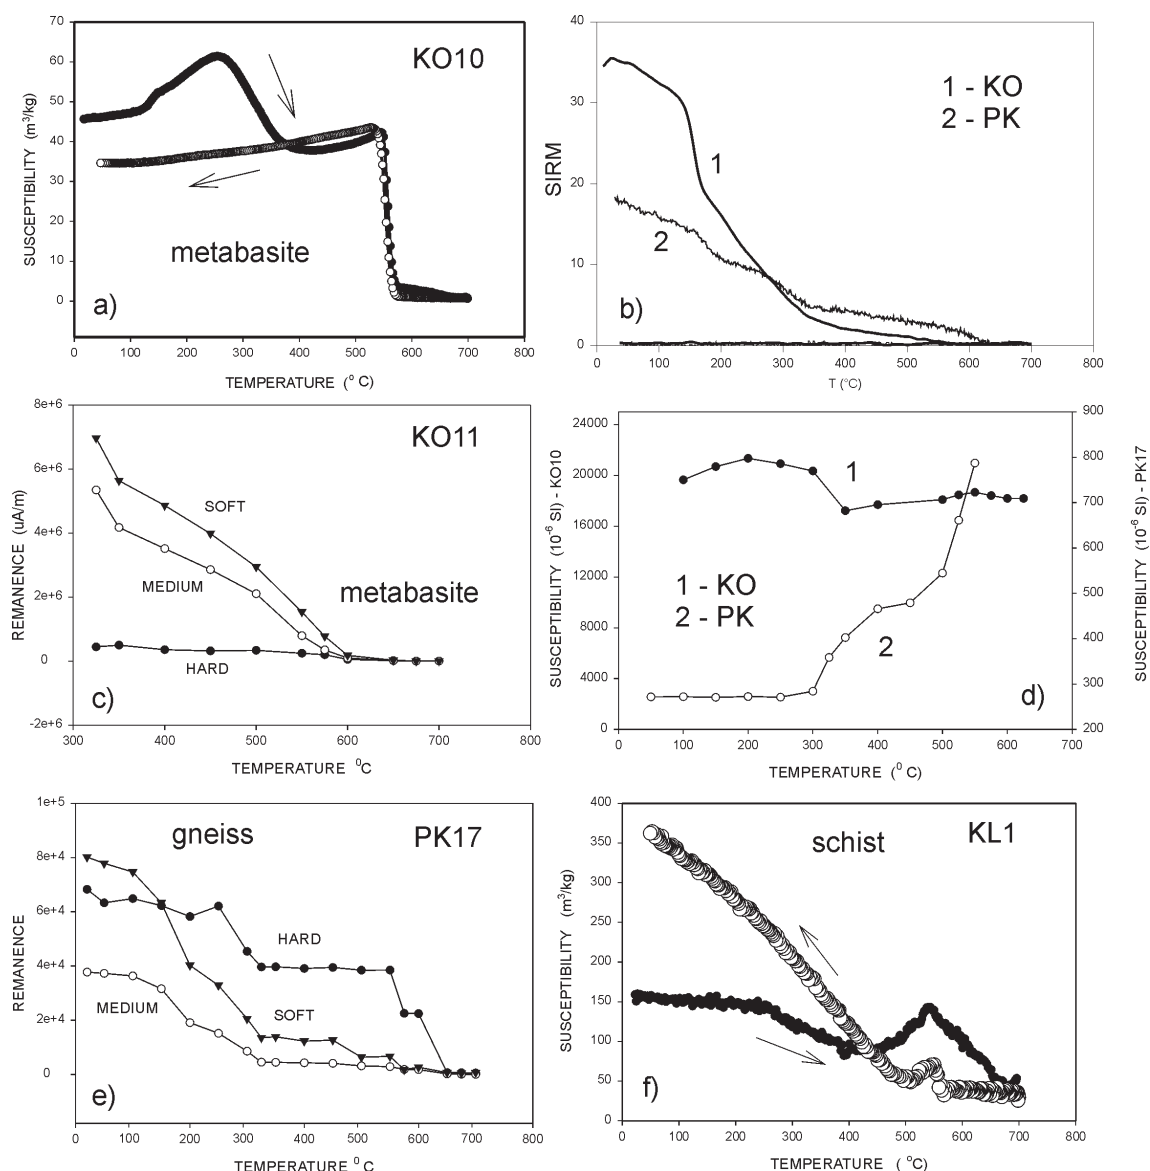 KO10
SUSCEPTIBILITY (m³/kg)
70
60
50
40
30
20
10
0
metabasite
a)
0 100 200 300 400 500 600 700 800
TEMPERATURE (° C)
SIRM
40
30
20
10
0
1 - KO
2 - PK
1
2
b)
0 100 200 300 400 500 600 700 800
T (°C)
KO11
REMANENCE (uA/m)
8e+6
6e+6
4e+6
2e+6
0
-2e+6
SOFT
MEDIUM
metabasite
HARD
c)
300 400 500 600 700 800
TEMPERATURE ⁰C
SUSCEPTIBILITY (10⁻⁶ SI) - KO10
24000
20000
16000
12000
8000
4000
0
1
1 - KO
2 - PK
2
d)
900
800
700
600
500
400
300
200
SUSCEPTIBILITY (10⁻⁶ SI) - PK17
0 100 200 300 400 500 600 700
TEMPERATURE (⁰ C)
gneiss PK17
REMANENCE
1e+5
8e+4
6e+4
4e+4
2e+4
0
HARD
MEDIUM
SOFT
e)
0 100 200 300 400 500 600 700 800
TEMPERATURE ⁰ C
schist KL1
SUSCEPTIBILITY (m³/kg)
400
350
300
250
200
150
100
50
0
f)
0 100 200 300 400 500 600 700 800
TEMPERATURE ( °C)